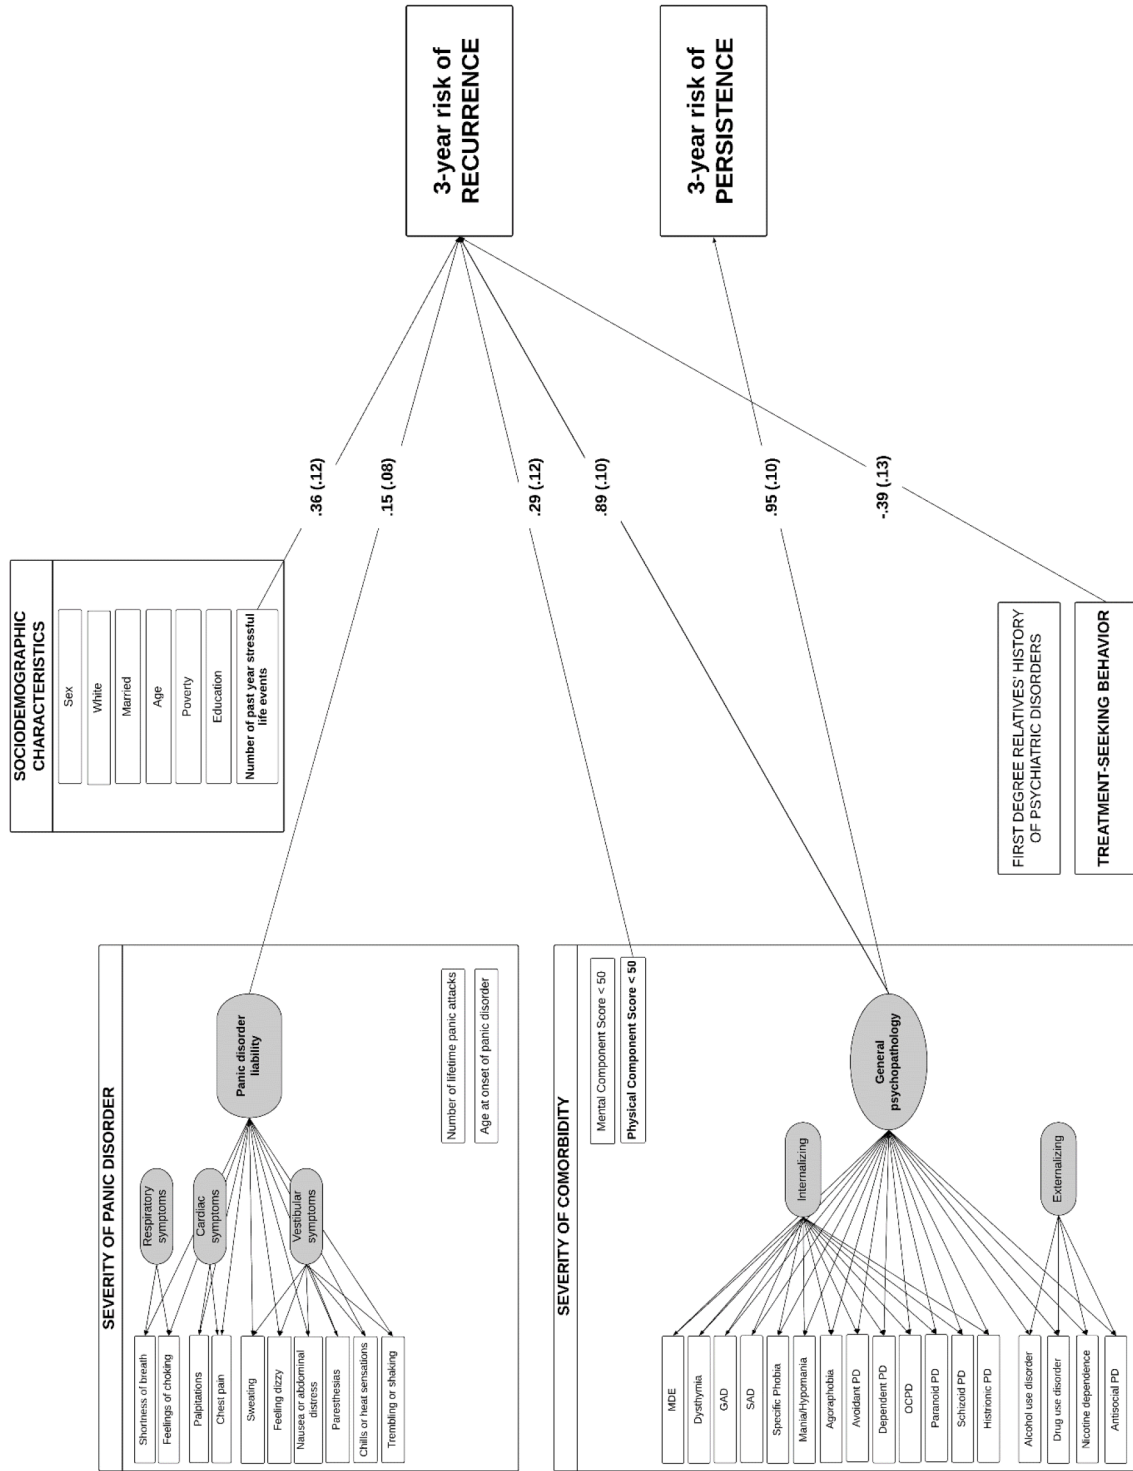 SEVERITY OF PANIC DISORDER
Shortness of breath
Feelings of choking
Palpitations
Chest pain
Sweating
Feeling dizzy
Nausea or abdominal
distress
Paresthesias
Chills or heat sensations
Trembling or shaking
Respiratory
symptoms
Cardiac
symptoms
Vestibular
symptoms
Panic disorder
liability
Number of lifetime panic attacks
Age at onset of panic disorder
SEVERITY OF COMORBIDITY
Mental Component Score < 50
Physical Component Score < 50
MDE
Dysthymia
GAD
SAD
Specific Phobia
Mania/Hypomania
Agoraphobia
Avoidant PD
Dependent PD
OCPD
Paranoid PD
Schizoid PD
Histrionic PD
Alcohol use disorder
Drug use disorder
Nicotine dependence
Antisocial PD
Internalizing
Externalizing
General
psychopathology
SOCIODEMOGRAPHIC
CHARACTERISTICS
Sex
White
Married
Age
Poverty
Education
Number of past year stressful
life events
FIRST DEGREE RELATIVES' HISTORY
OF PSYCHIATRIC DISORDERS
TREATMENT-SEEKING BEHAVIOR
.36 (.12)
.15 (.08)
.29 (.12)
.89 (.10)
.95 (.10)
-.39 (.13)
3-year risk of
RECURRENCE
3-year risk of
PERSISTENCE